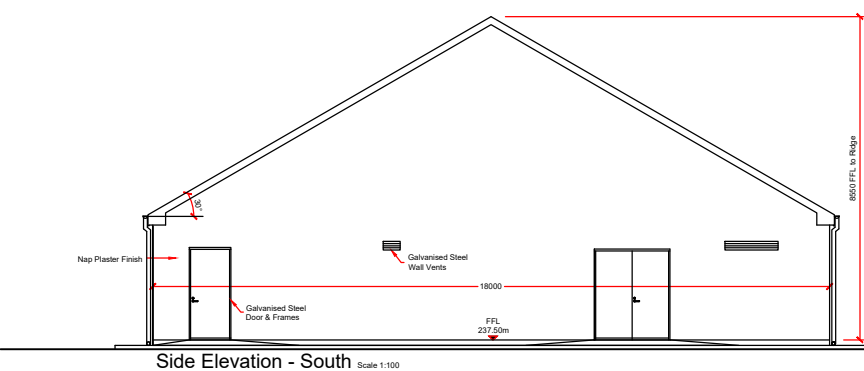 8550 FFL to Ridge
30°
Nap Plaster Finish
Galvanised Steel
Wall Vents
18000
Galvanised Steel
Door & Frames
FFL
237.50m
Side Elevation - South Scale 1:100